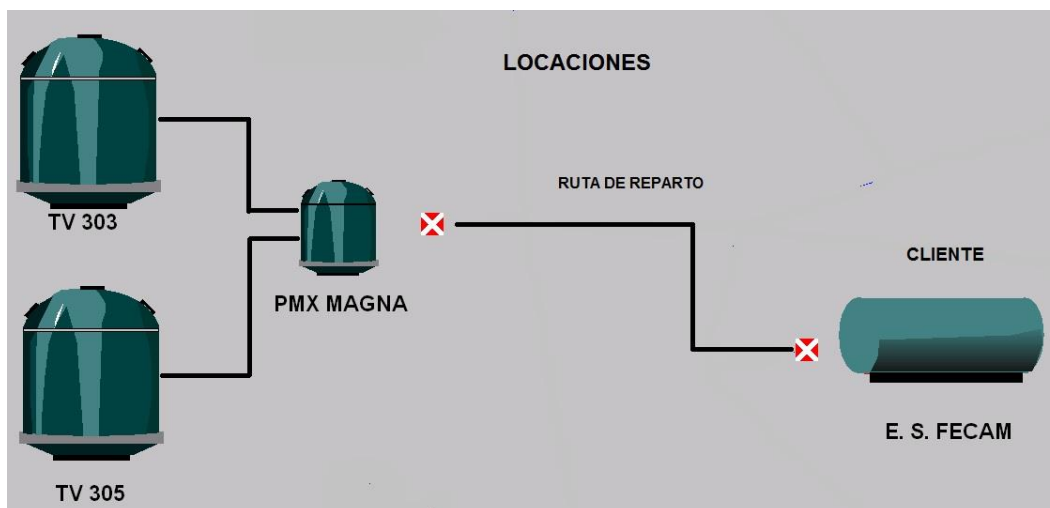 LOCACIONES
TV 303
RUTA DE REPARTO
PMX MAGNA
CLIENTE
E. S. FECAM
TV 305